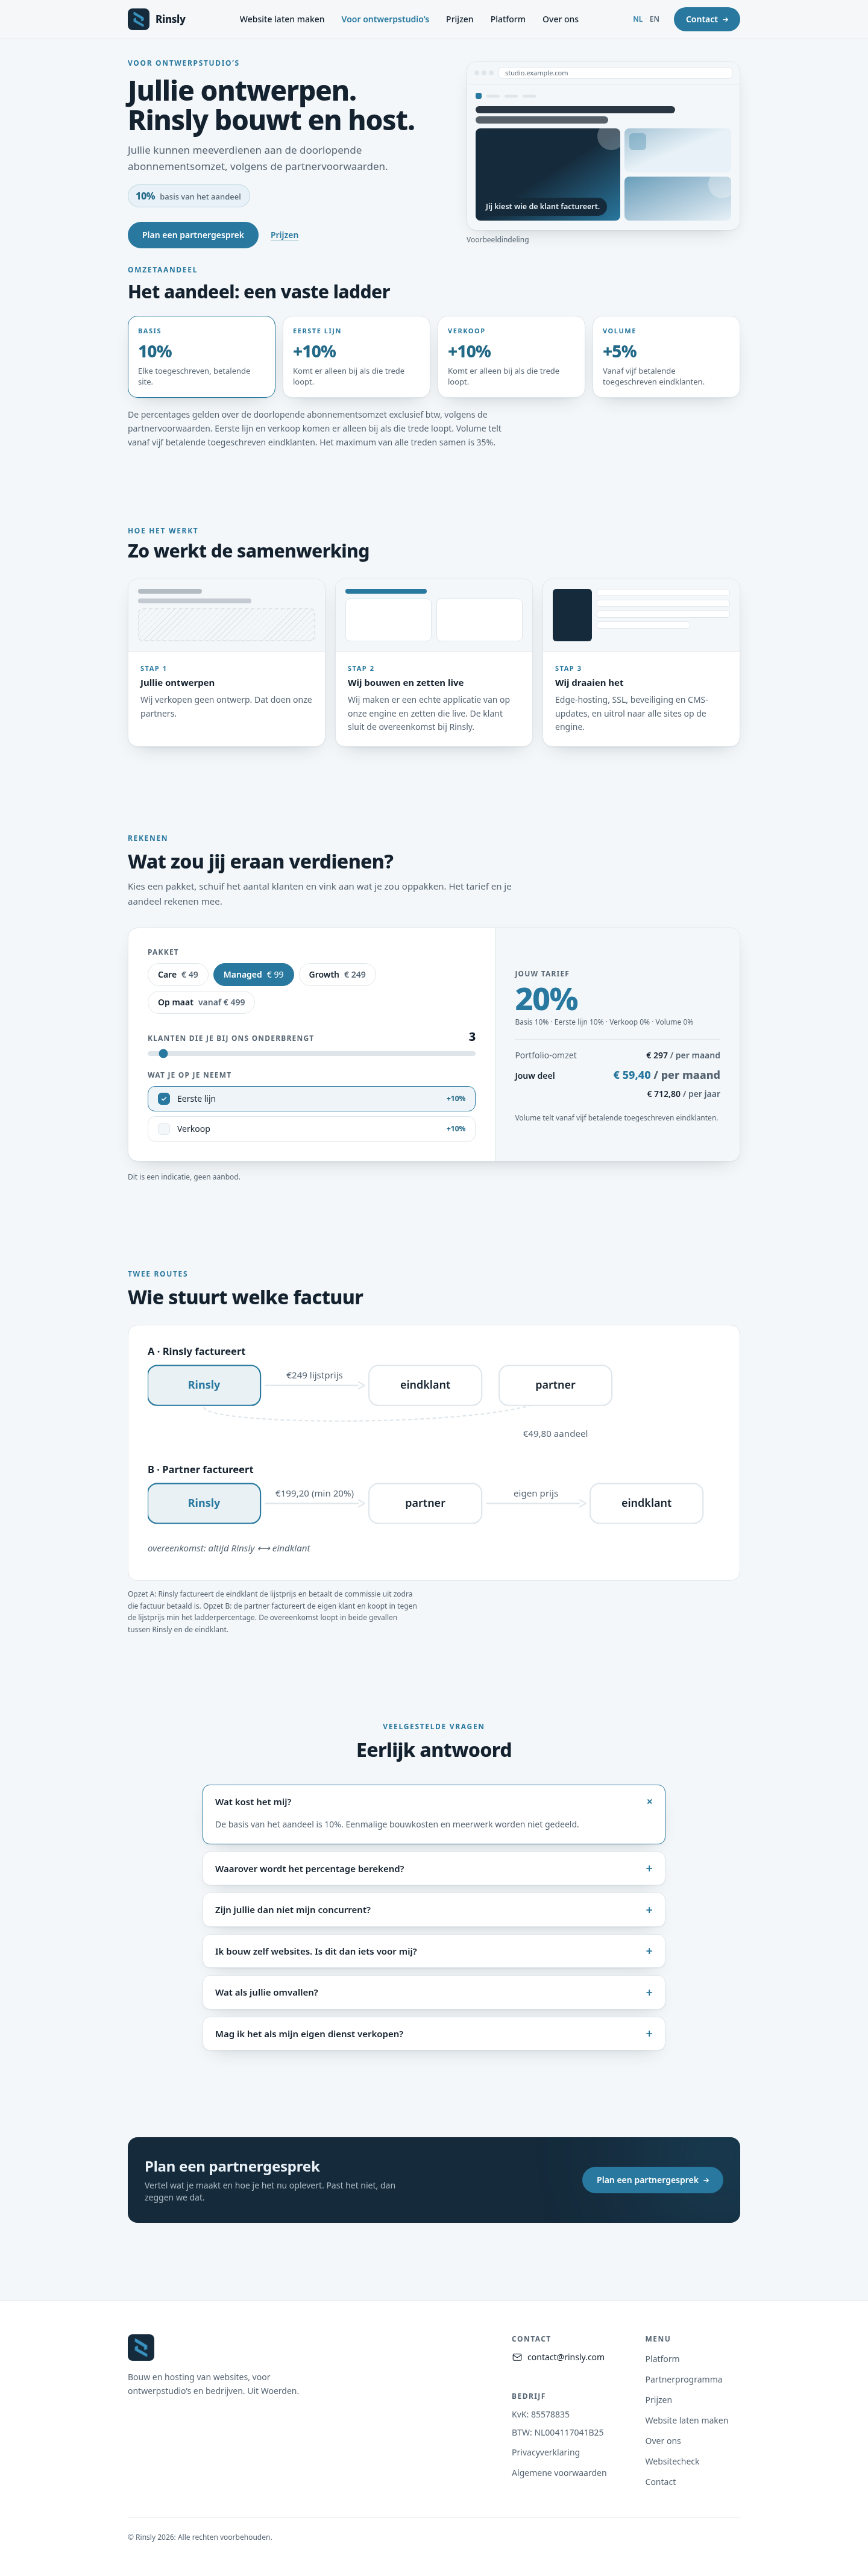 Rinsly
Website laten maken
Voor ontwerpstudio's
Prijzen
Platform
Over ons
NL EN
Contact →
VOOR ONTWERPSTUDIO'S
Jullie ontwerpen.
Rinsly bouwt en host.
Jullie kunnen meeverdienen aan de doorlopende
abonnementsomzet, volgens de partnervoorwaarden.
10% basis van het aandeel
Plan een partnergesprek
Prijzen
studio.example.com
Jij kiest wie de klant factureert.
Voorbeeldindeling
OMZETAANDEEL
Het aandeel: een vaste ladder
BASIS
10%
Elke toegeschreven, betalende
site.
EERSTE LIJN
+10%
Komt er alleen bij als die trede
loopt.
VERKOOP
+10%
Komt er alleen bij als die trede
loopt.
VOLUME
+5%
Vanaf vijf betalende
toegeschreven eindklanten.
De percentages gelden over de doorlopende abonnementsomzet exclusief btw, volgens de
partnervoorwaarden. Eerste lijn en verkoop komen er alleen bij als die trede loopt. Volume telt
vanaf vijf betalende toegeschreven eindklanten. Het maximum van alle treden samen is 35%.
HOE HET WERKT
Zo werkt de samenwerking
STAP 1
Jullie ontwerpen
Wij verkopen geen ontwerp. Dat doen onze
partners.
STAP 2
Wij bouwen en zetten live
Wij maken er een echte applicatie van op
onze engine en zetten die live. De klant
sluit de overeenkomst bij Rinsly.
STAP 3
Wij draaien het
Edge-hosting, SSL, beveiliging en CMS-
updates, en uitrol naar alle sites op de
engine.
REKENEN
Wat zou jij eraan verdienen?
Kies een pakket, schuif het aantal klanten en vink aan wat je zou oppakken. Het tarief en je
aandeel rekenen mee.
PAKKET
Care € 49
Managed € 99
Growth € 249
Op maat vanaf € 499
KLANTEN DIE JE BIJ ONS ONDERBRENGT 3
WAT JE OP JE NEEMT
Eerste lijn +10%
Verkoop +10%
JOUW TARIEF
20%
Basis 10% · Eerste lijn 10% · Verkoop 0% · Volume 0%
Portfolio-omzet € 297 / per maand
Jouw deel € 59,40 / per maand
€ 712,80 / per jaar
Volume telt vanaf vijf betalende toegeschreven eindklanten.
Dit is een indicatie, geen aanbod.
TWEE ROUTES
Wie stuurt welke factuur
A · Rinsly factureert
Rinsly
€249 lijstprijs
eindklant
partner
€49,80 aandeel
B · Partner factureert
Rinsly
€199,20 (min 20%)
partner
eigen prijs
eindklant
overeenkomst: altijd Rinsly ⟷ eindklant
Opzet A: Rinsly factureert de eindklant de lijstprijs en betaalt de commissie uit zodra
die factuur betaald is. Opzet B: de partner factureert de eigen klant en koopt in tegen
de lijstprijs min het ladderpercentage. De overeenkomst loopt in beide gevallen
tussen Rinsly en de eindklant.
VEELGESTELDE VRAGEN
Eerlijk antwoord
Wat kost het mij?
De basis van het aandeel is 10%. Eenmalige bouwkosten en meerwerk worden niet gedeeld.
Waarover wordt het percentage berekend?
Zijn jullie dan niet mijn concurrent?
Ik bouw zelf websites. Is dit dan iets voor mij?
Wat als jullie omvallen?
Mag ik het als mijn eigen dienst verkopen?
Plan een partnergesprek
Vertel wat je maakt en hoe je het nu oplevert. Past het niet, dan
zeggen we dat.
Plan een partnergesprek →
Bouw en hosting van websites, voor
ontwerpstudio's en bedrijven. Uit Woerden.
CONTACT
contact@rinsly.com
BEDRIJF
KvK: 85578835
BTW: NL004117041B25
Privacyverklaring
Algemene voorwaarden
MENU
Platform
Partnerprogramma
Prijzen
Website laten maken
Over ons
Websitecheck
Contact
© Rinsly 2026: Alle rechten voorbehouden.